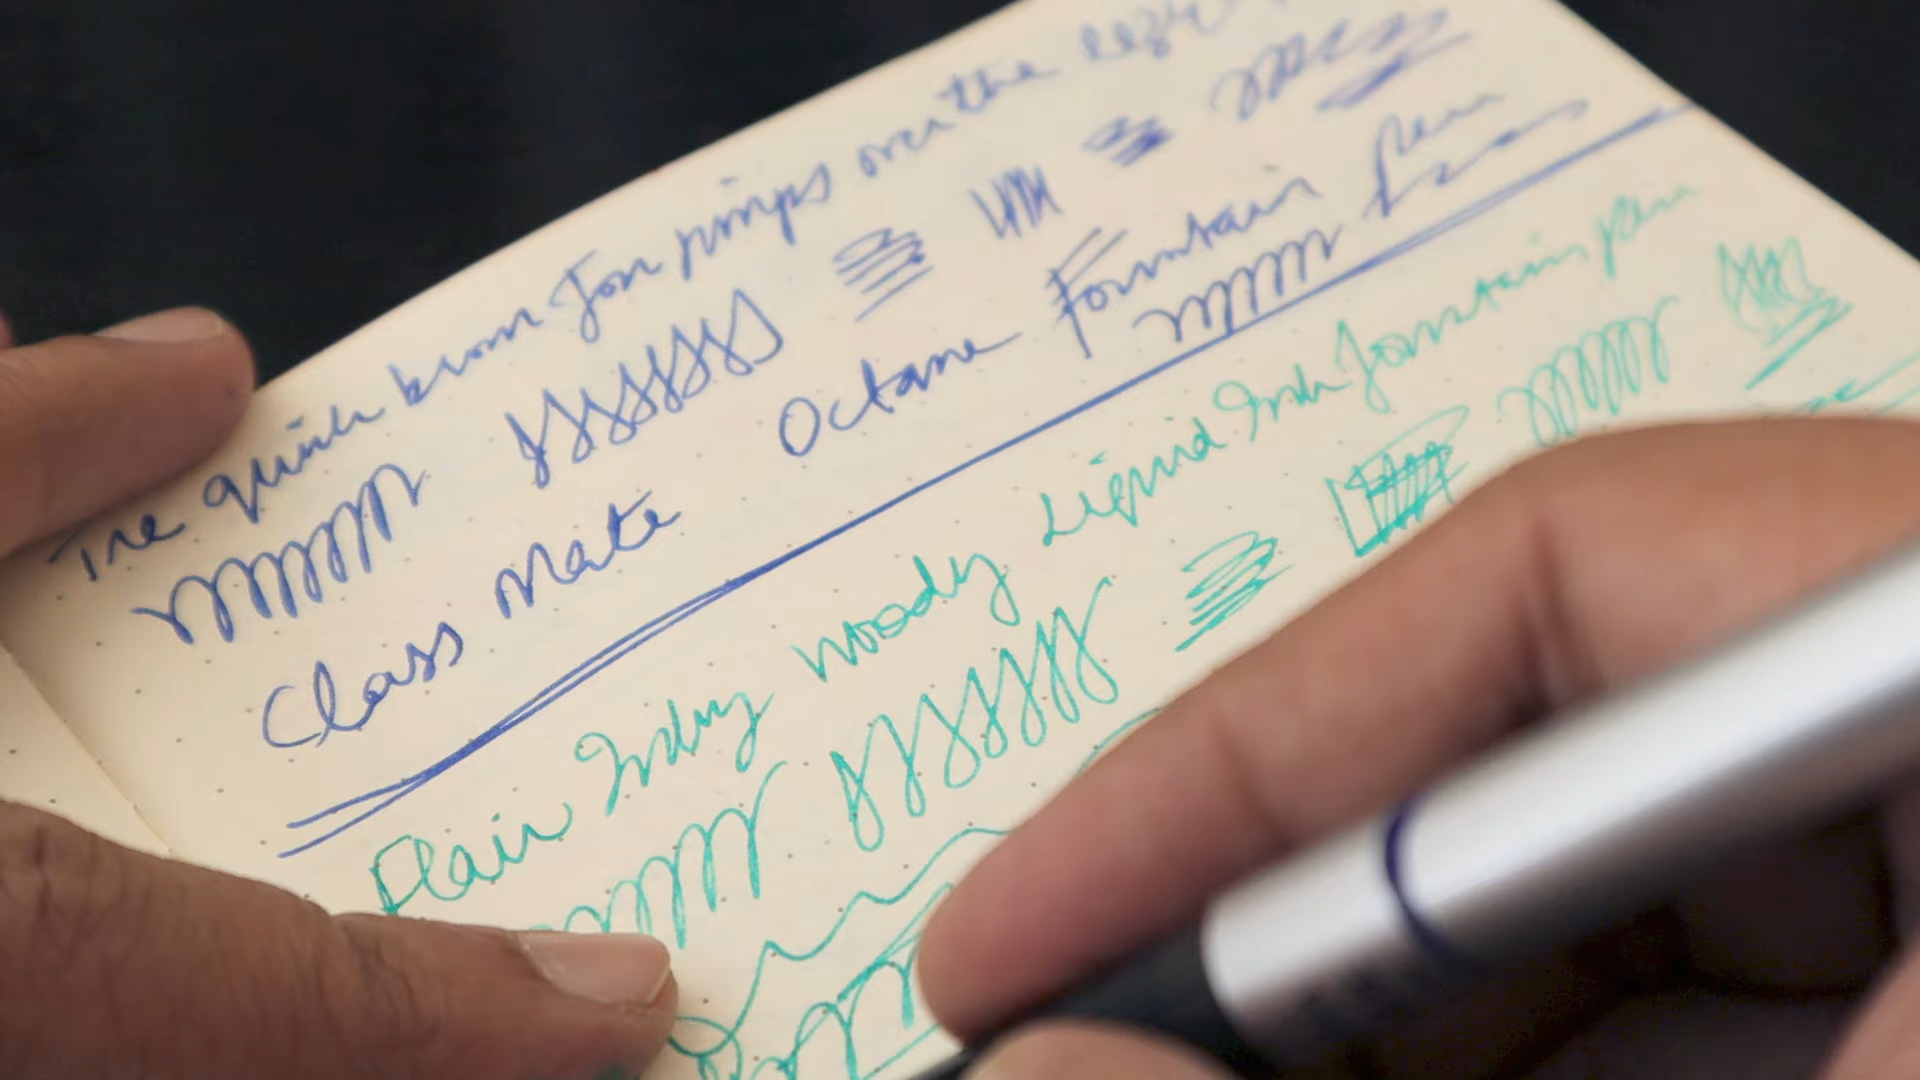 The quick brown fox jumps over the lazy
Class Mate Octane Fountain pen
Flair Inky Woody Liquid Ink fountain pen